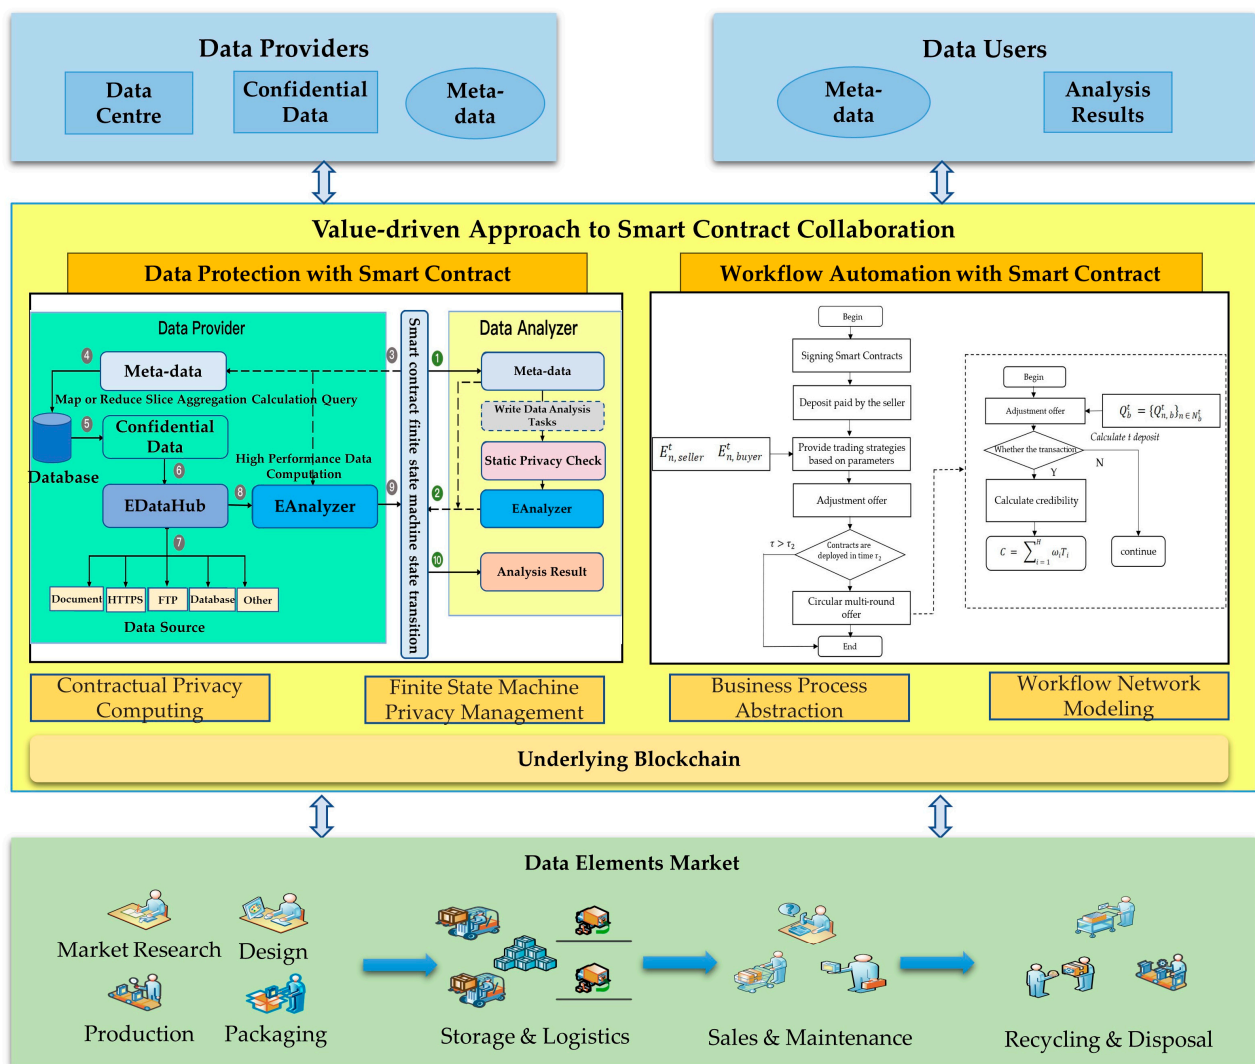 Data Providers
Data
Centre
Confidential
Data
Meta-
data
Data Users
Meta-
data
Analysis
Results
Value-driven Approach to Smart Contract Collaboration
Data Protection with Smart Contract
Data Provider
4
Meta-data
3
Map or Reduce Slice Aggregation Calculation Query
5
Database
Confidential
Data
6
High Performance Data
Computation
EDataHub
8
EAnalyzer
9
7
Document
HTTPS
FTP
Database
Other
Data Source
Smart contract finite state machine state transition
Data Analyzer
1
Meta-data
Write Data Analysis
Tasks
Static Privacy Check
2
EAnalyzer
10
Analysis Result
Contractual Privacy
Computing
Finite State Machine
Privacy Management
Workflow Automation with Smart Contract
Begin
Signing Smart Contracts
Deposit paid by the seller
E^t_{n,seller} E^t_{n,buyer}
Provide trading strategies
based on parameters
Adjustment offer
τ > τ₂
Contracts are
deployed in time τ₂
Circular multi-round
offer
End
Begin
Adjustment offer
Q^t_b = {Q^t_{n,b}}_{n∈N^t_b}
Calculate t deposit
Whether the transaction
N
Y
Calculate credibility
C = ∑^H_{i=1} ω_i T_i
continue
Business Process
Abstraction
Workflow Network
Modeling
Underlying Blockchain
Data Elements Market
Market Research
Design
Production
Packaging
Storage & Logistics
Sales & Maintenance
Recycling & Disposal